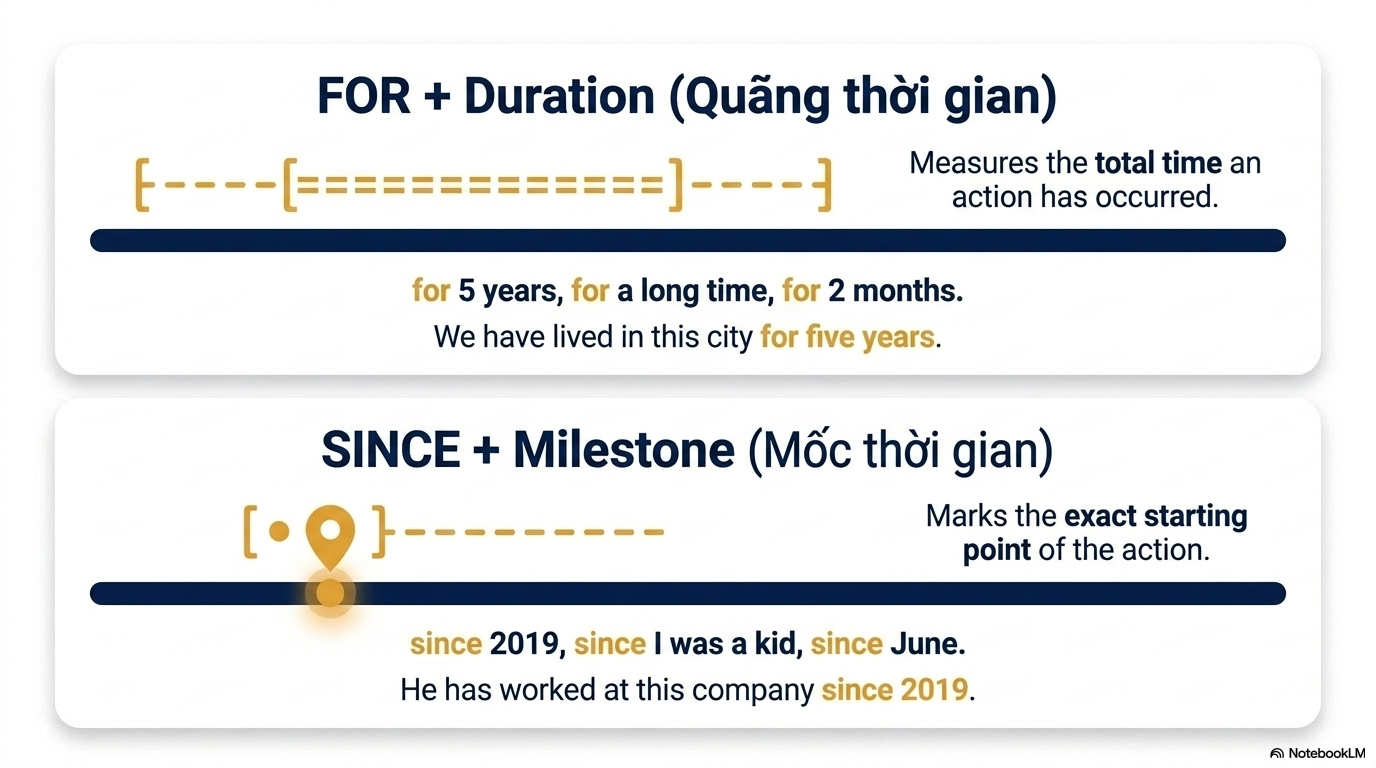 FOR + Duration (Quãng thời gian)
Measures the total time an
action has occurred.
for 5 years, for a long time, for 2 months.
We have lived in this city for five years.
SINCE + Milestone (Mốc thời gian)
Marks the exact starting
point of the action.
since 2019, since I was a kid, since June.
He has worked at this company since 2019.
NotebookLM